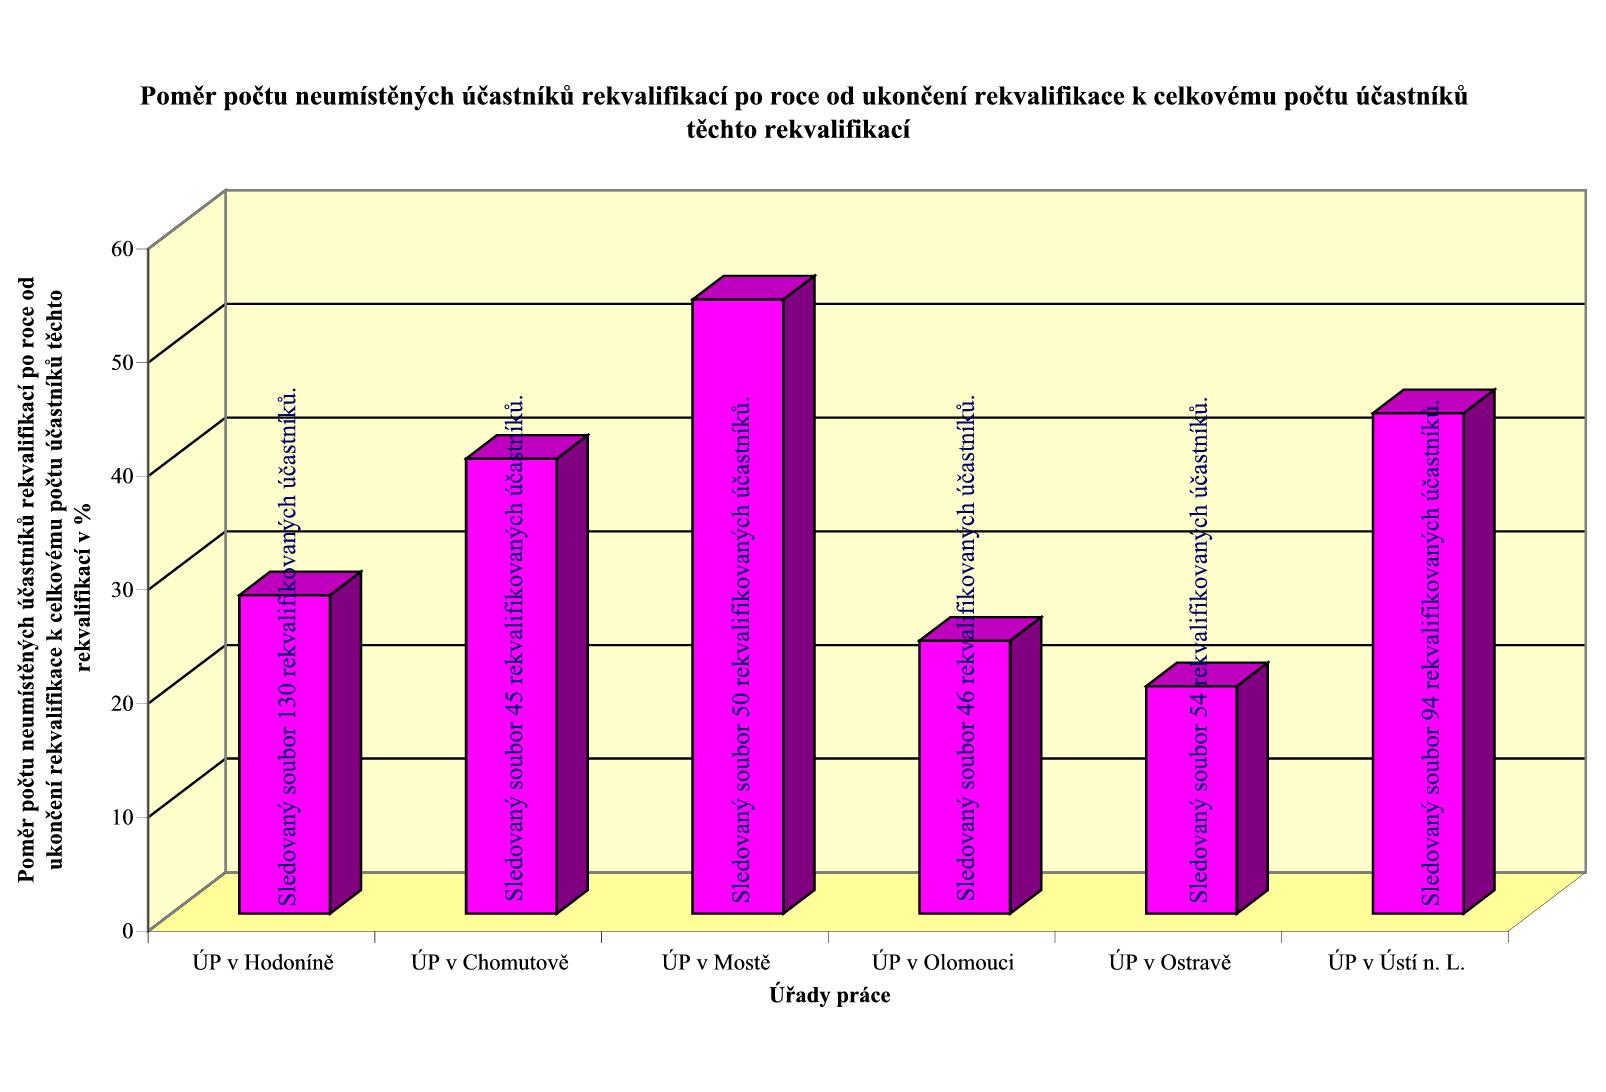 Poměr počtu neumístěných účastníků rekvalifikací po roce od ukončení rekvalifikace k celkovému počtu účastníků
těchto rekvalifikací
Poměr počtu neumístěných účastníků rekvalifikací po roce od
ukončení rekvalifikace k celkovému počtu účastníků těchto
rekvalifikací v %
60
50
40
30
20
10
0
Sledovaný soubor 130 rekvalifikovaných účastníků.
Sledovaný soubor 45 rekvalifikovaných účastníků.
Sledovaný soubor 50 rekvalifikovaných účastníků.
Sledovaný soubor 46 rekvalifikovaných účastníků.
Sledovaný soubor 54 rekvalifikovaných účastníků.
Sledovaný soubor 94 rekvalifikovaných účastníků.
ÚP v Hodoníně
ÚP v Chomutově
ÚP v Mostě
ÚP v Olomouci
ÚP v Ostravě
ÚP v Ústí n. L.
Úřady práce